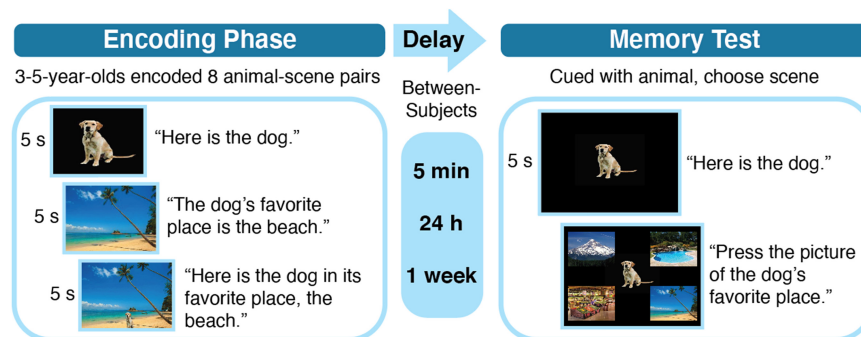 Encoding Phase
3-5-year-olds encoded 8 animal-scene pairs
5 s
“Here is the dog.”
5 s
“The dog’s favorite
place is the beach.”
5 s
“Here is the dog in its
favorite place, the
beach.”
Delay
Between-
Subjects
5 min
24 h
1 week
Memory Test
Cued with animal, choose scene
5 s
“Here is the dog.”
“Press the picture
of the dog’s
favorite place.”